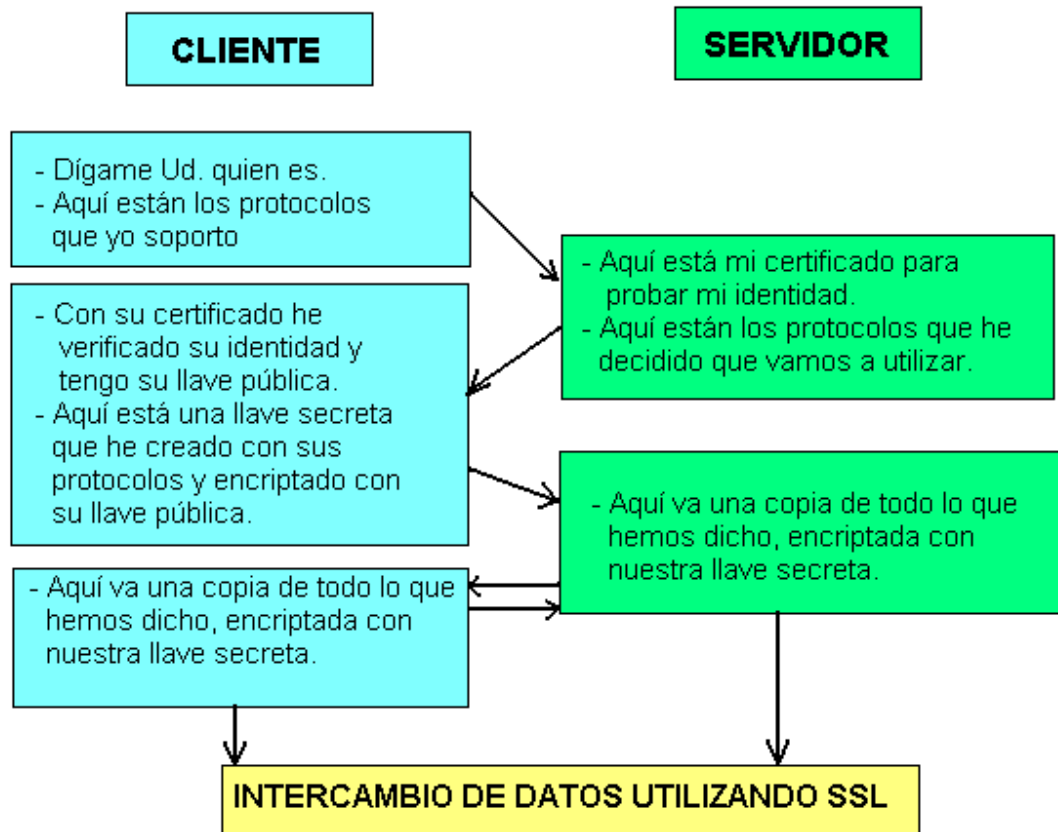 CLIENTE
SERVIDOR
- Dígame Ud. quien es.
- Aquí están los protocolos
que yo soporto
- Aquí está mi certificado para
probar mi identidad.
- Aquí están los protocolos que he
decidido que vamos a utilizar.
- Con su certificado he
verificado su identidad y
tengo su llave pública.
- Aquí está una llave secreta
que he creado con sus
protocolos y encriptado con
su llave pública.
- Aquí va una copia de todo lo que
hemos dicho, encriptada con
nuestra llave secreta.
- Aquí va una copia de todo lo que
hemos dicho, encriptada con
nuestra llave secreta.
INTERCAMBIO DE DATOS UTILIZANDO SSL